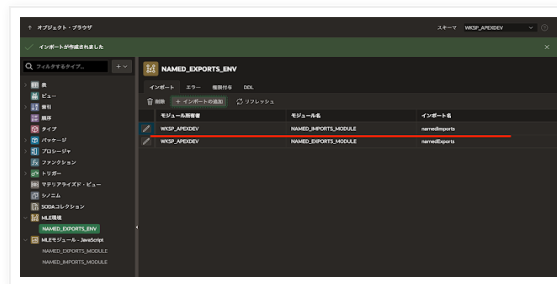 オブジェクト・ブラウザ
スキーマ WKSP_APEXDEV
インポートが作成されました
フィルタするタイプ...
表
ビュー
索引
順序
タイプ
パッケージ
プロシージャ
ファンクション
トリガー
マテリアライズド・ビュー
シノニム
SODAコレクション
MLE環境
NAMED_EXPORTS_ENV
MLEモジュール - JavaScript
NAMED_EXPORTS_MODULE
NAMED_IMPORTS_MODULE
NAMED_EXPORTS_ENV
インポート エラー 権限付与 DDL
削除 + インポートの追加 リフレッシュ
モジュール所有者 モジュール名 インポート名
WKSP_APEXDEV NAMED_IMPORTS_MODULE namedImports
WKSP_APEXDEV NAMED_EXPORTS_MODULE namedExports